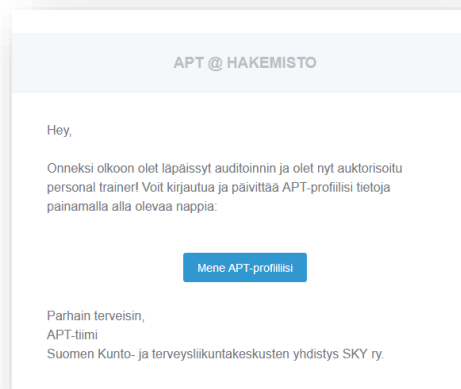 APT @ HAKEMISTO
Hey,
Onneksi olkoon olet läpäissyt auditoinnin ja olet nyt auktorisoitu
personal trainer! Voit kirjautua ja päivittää APT-profiilisi tietoja
painamalla alla olevaa nappia:
Mene APT-profiiliisi
Parhain terveisin,
APT-tiimi
Suomen Kunto- ja terveysliikuntakeskusten yhdistys SKY ry.